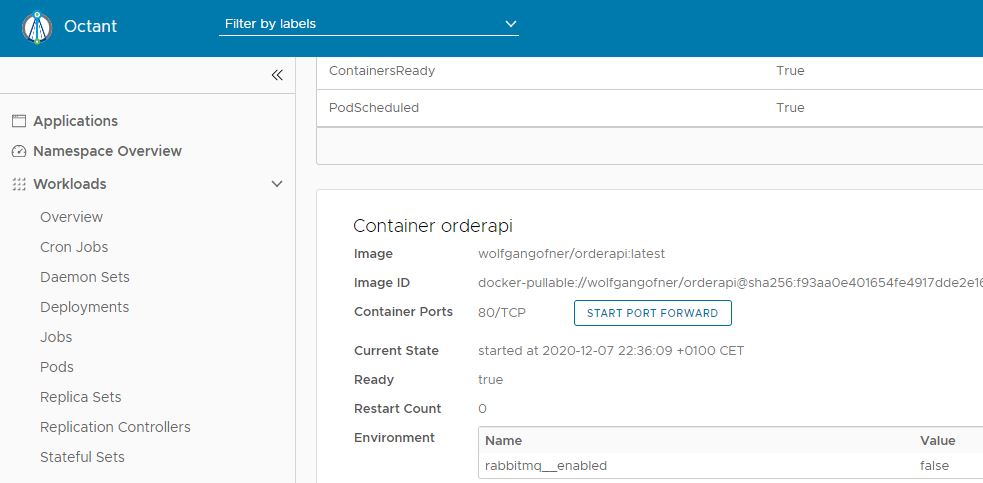 Octant
Filter by labels
Applications
Namespace Overview
Workloads
Overview
Cron Jobs
Daemon Sets
Deployments
Jobs
Pods
Replica Sets
Replication Controllers
Stateful Sets
ContainersReady True
PodScheduled True
Container orderapi
Image wolfgangofner/orderapi:latest
Image ID docker-pullable://wolfgangofner/orderapi@sha256:f93aa0e401654fe4917dde2e16
Container Ports 80/TCP START PORT FORWARD
Current State started at 2020-12-07 22:36:09 +0100 CET
Ready true
Restart Count 0
Environment Name Value
rabbitmq__enabled false